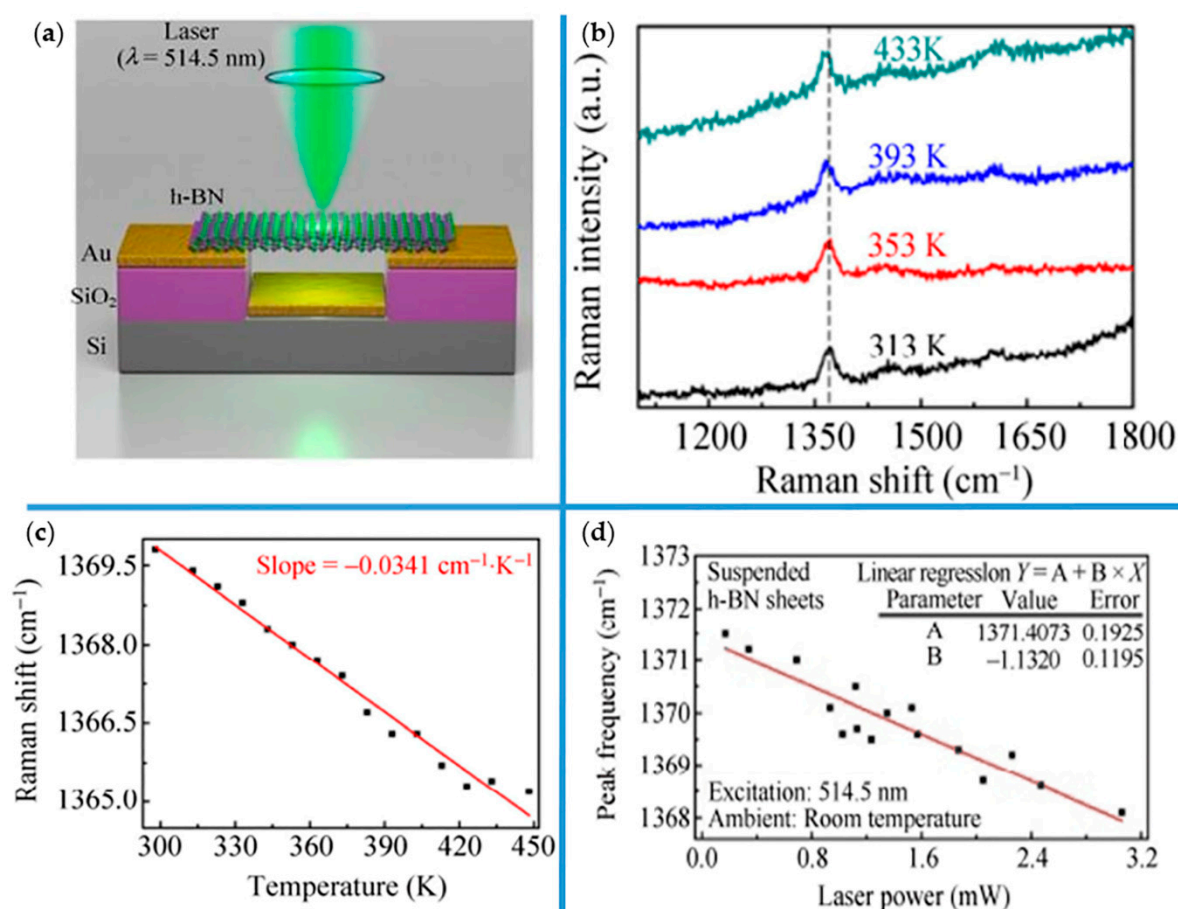 (a)
Laser
(λ = 514.5 nm)
h-BN
Au
SiO₂
Si
(b)
Raman intensity (a.u.)
433K
393 K
353 K
313 K
1200 1350 1500 1650 1800
Raman shift (cm⁻¹)
(c)
Raman shift (cm⁻¹)
Slope = –0.0341 cm⁻¹·K⁻¹
1369.5
1368.0
1366.5
1365.0
300 330 360 390 420 450
Temperature (K)
(d)
Peak frequency (cm⁻¹)
1373
1372
1371
1370
1369
1368
Suspended
h-BN sheets
Linear regresslon Y = A + B × X
Parameter Value Error
A 1371.4073 0.1925
B –1.1320 0.1195
Excitation: 514.5 nm
Ambient: Room temperature
0.0 0.8 1.6 2.4 3.2
Laser power (mW)